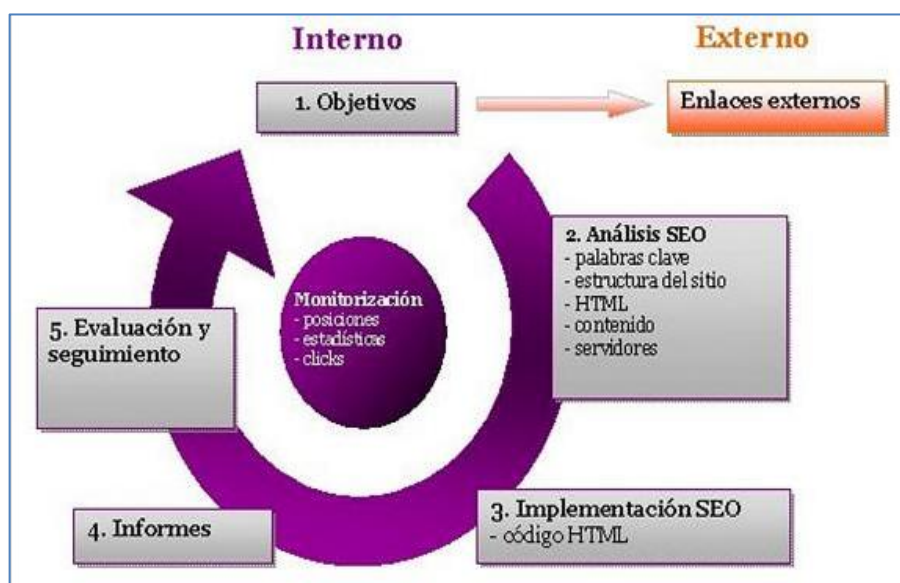 Interno
Externo
1. Objetivos
Enlaces externos
2. Análisis SEO
- palabras clave
- estructura del sitio
- HTML
- contenido
- servidores
Monitorización
- posiciones
- estadísticas
- clicks
5. Evaluación y
seguimiento
3. Implementación SEO
- código HTML
4. Informes